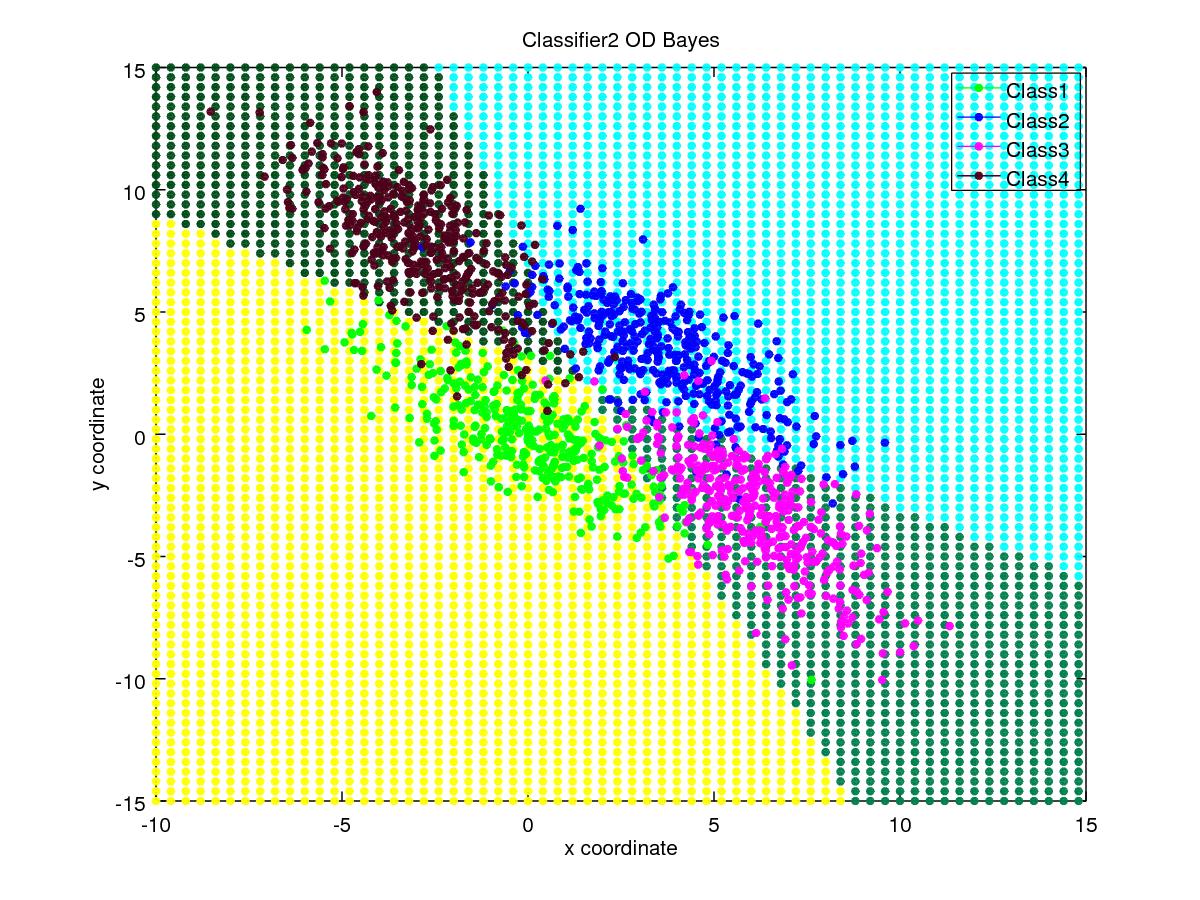 Classifier2 OD Bayes
15
10
5
0
-5
-10
-15
y coordinate
Class1
Class2
Class3
Class4
-10 -5 0 5 10 15
x coordinate